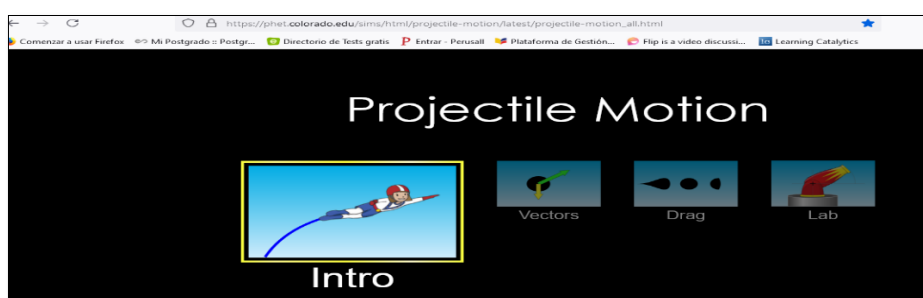 https://phet.colorado.edu/sims/html/projectile-motion/latest/projectile-motion_all.html
Comenzar a usar Firefox Mi Postgrado :: Postgr... Directorio de Tests gratis Entrar - Perusall Plataforma de Gestión... Flip is a video discussi... Learning Catalytics
Projectile Motion
Vectors Drag Lab
Intro